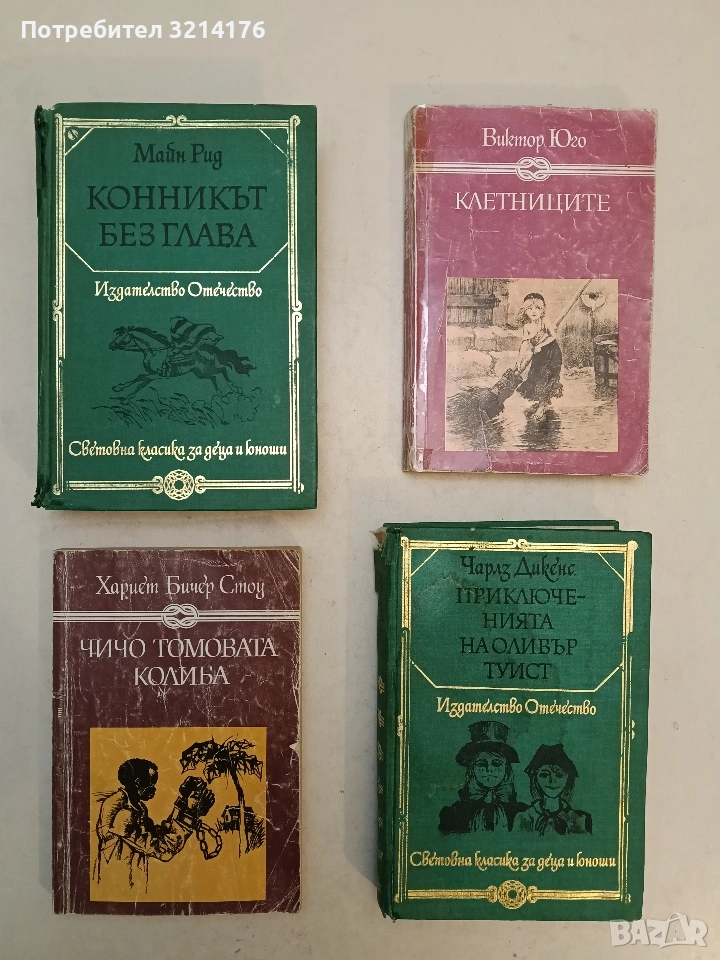 Потребител 3214176
Майн Рид
КОННИКЪТ
БЕЗ ГЛАВА
Издателство Отечество
Световна класика за деца и юноши
Виктор Юго
КЛЕТНИЦИТЕ
Хариет Бичер Стоу
ЧИЧО ТОМОВАТА
КОЛИБА
Чарлз Дикенс
ПРИКЛЮЧЕ-
НИЯТА
НА ОЛИВЪР
ТУИСТ
Издателство Отечество
Световна класика за деца и юноши
BAZAR